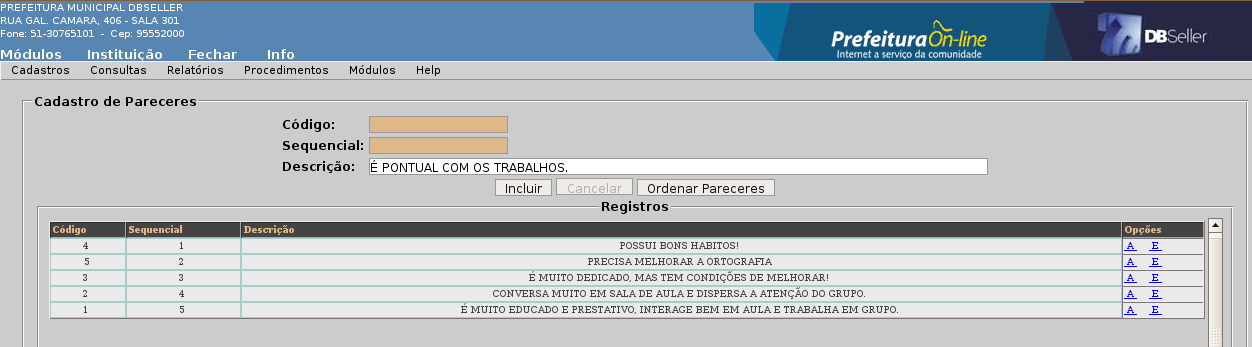 PREFEITURA MUNICIPAL DBSELLER
RUA GAL. CAMARA, 406 - SALA 301
Fone: 51-30765101 - Cep: 95552000
PrefeituraOn-line
Internet a serviço da comunidade
DBSeller
Módulos Instituição Fechar Info
Cadastros Consultas Relatórios Procedimentos Módulos Help
Cadastro de Pareceres
Código:
Sequencial:
Descrição: É PONTUAL COM OS TRABALHOS.
Incluir Cancelar Ordenar Pareceres
Registros
Código Sequencial Descrição Opções
4 1 POSSUI BONS HABITOS! A E
5 2 PRECISA MELHORAR A ORTOGRAFIA A E
3 3 É MUITO DEDICADO, MAS TEM CONDIÇÕES DE MELHORAR! A E
2 4 CONVERSA MUITO EM SALA DE AULA E DISPERSA A ATENÇÃO DO GRUPO. A E
1 5 É MUITO EDUCADO E PRESTATIVO, INTERAGE BEM EM AULA E TRABALHA EM GRUPO. A E